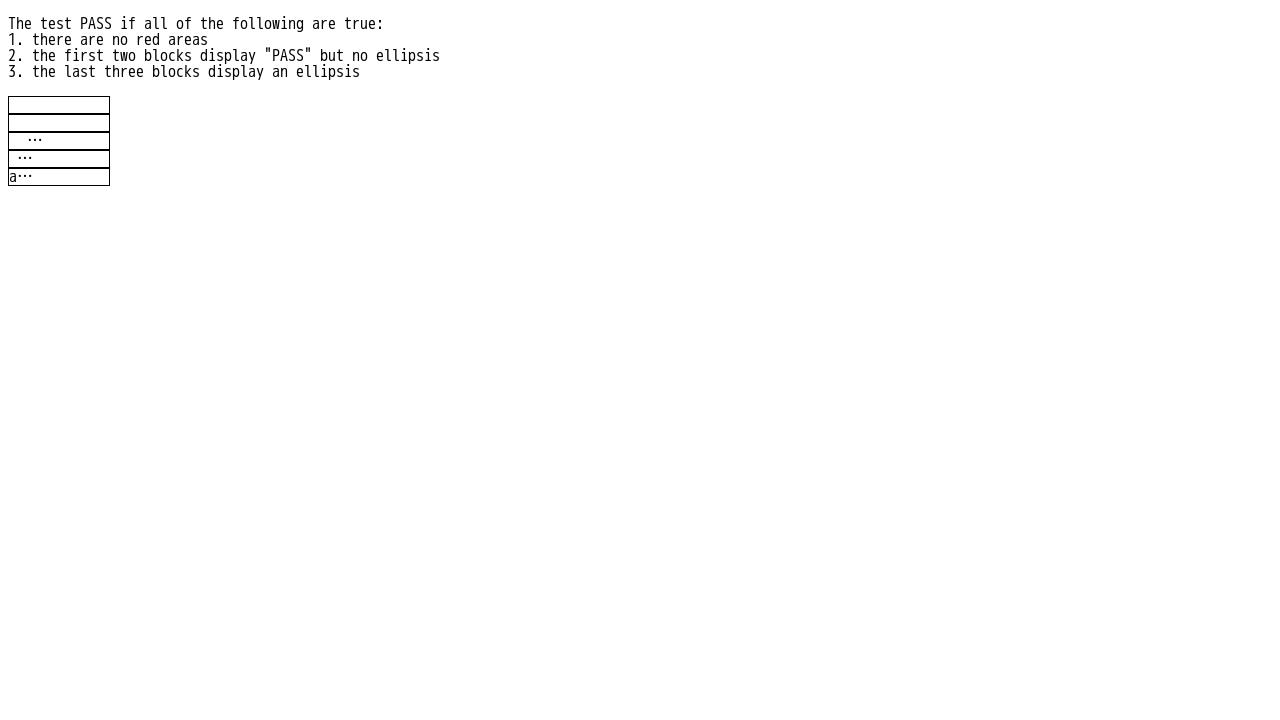 The test PASS if all of the following are true:
1. there are no red areas
2. the first two blocks display "PASS" but no ellipsis
3. the last three blocks display an ellipsis
…
…
a…